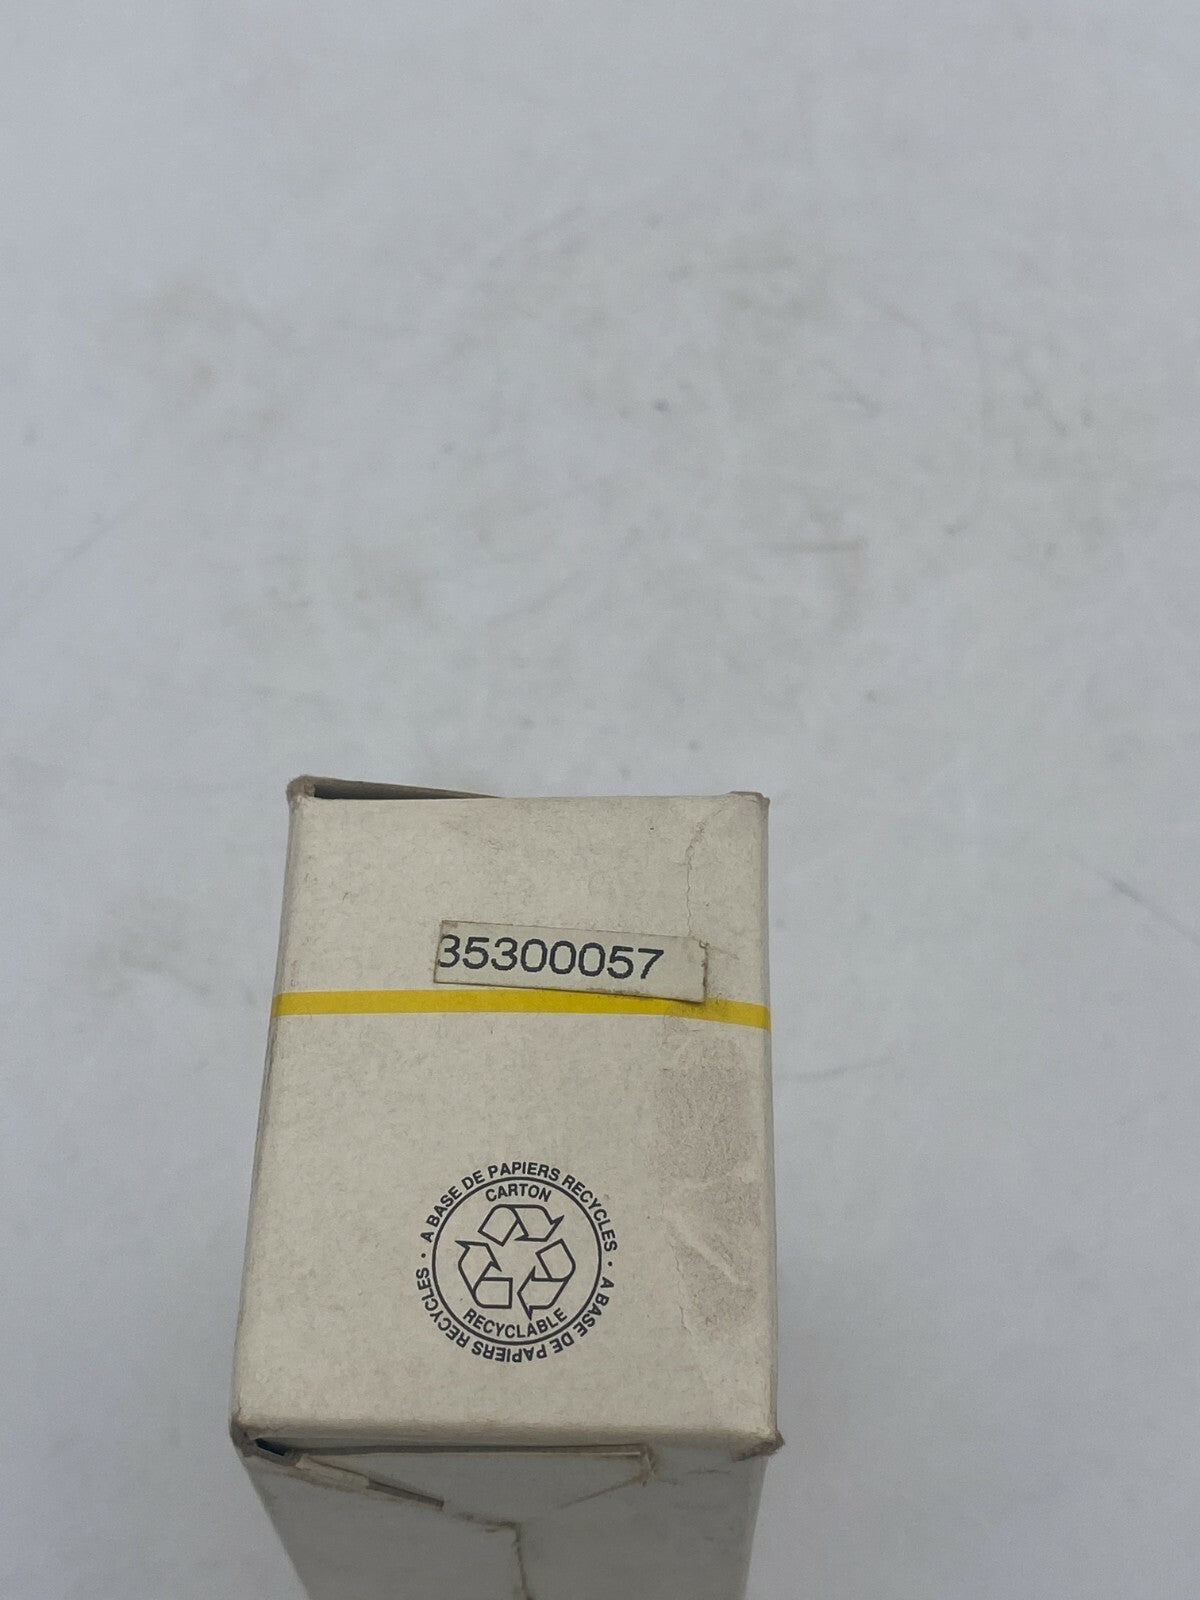 35300057
A BASE DE PAPIERS RECYCLES · A BASE DE PAPIERS RECYCLES ·
CARTON
RECYCLABLE